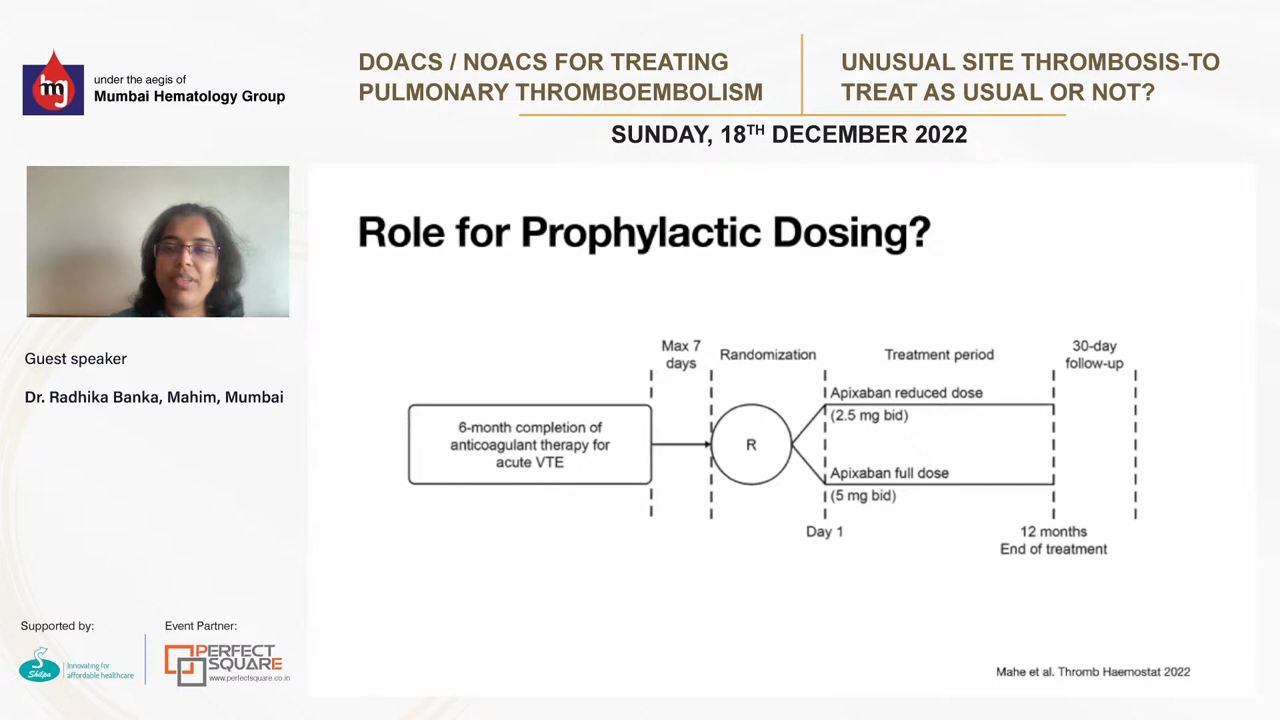 mg
under the aegis of
Mumbai Hematology Group
DOACS / NOACS FOR TREATING
PULMONARY THROMBOEMBOLISM
UNUSUAL SITE THROMBOSIS-TO
TREAT AS USUAL OR NOT?
SUNDAY, 18TH DECEMBER 2022
Guest speaker
Dr. Radhika Banka, Mahim, Mumbai
Supported by:
Shilpa
Innovating for
affordable healthcare
Event Partner:
PERFECT
SQUARE
www.perfectsquare.co.in
Role for Prophylactic Dosing?
6-month completion of
anticoagulant therapy for
acute VTE
Max 7
days
Randomization
R
Treatment period
Apixaban reduced dose
(2.5 mg bid)
Apixaban full dose
(5 mg bid)
Day 1
12 months
End of treatment
30-day
follow-up
Mahe et al. Thromb Haemostat 2022